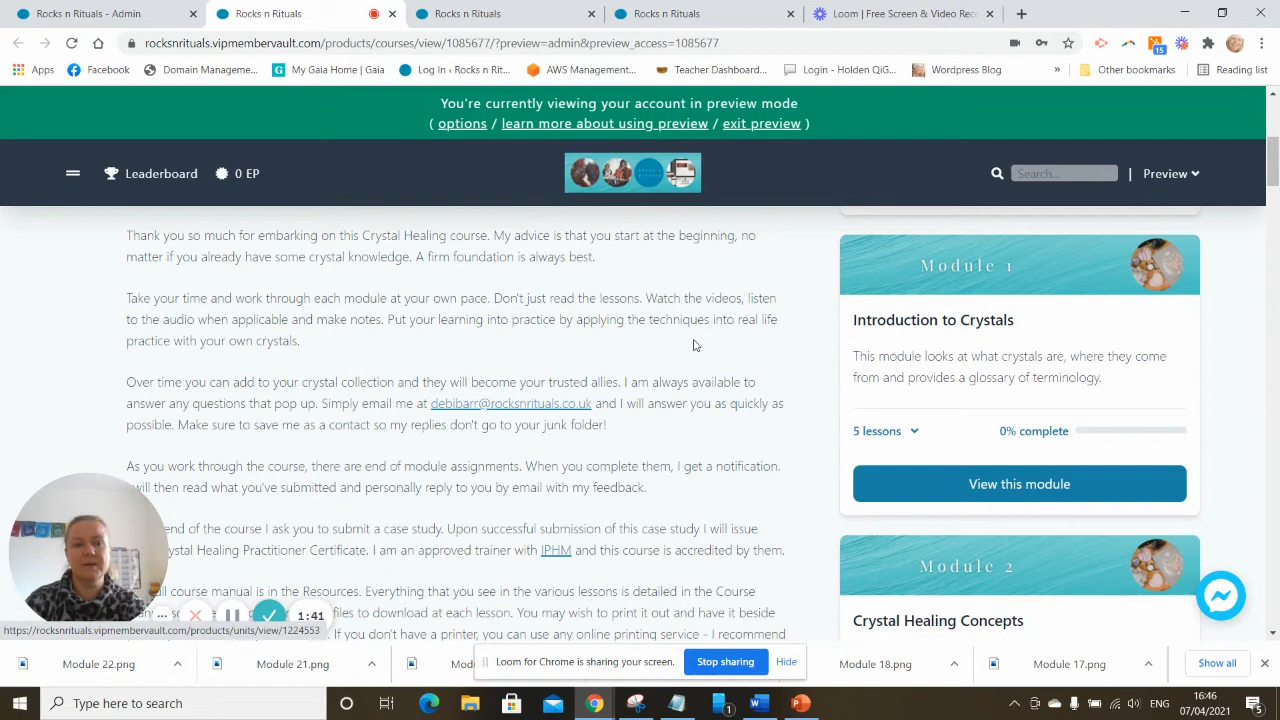 Rocks n Rituals - Admin
Rocks n Rituals
Rocks n Rituals
Rocks n Rituals
Loom | Free Screen & Video Rec
rocksnrituals.vipmembervault.com/products/courses/view/1085677/?preview=admin&preview_access=1085677
15
Apps
Facebook
Domain Manageme...
My Gaia Home | Gaia
Log In ‹ Rocks n Rit...
AWS Management...
Teacher Dashboard...
Login - Holden QiG...
Wordpress Blog
»
Other bookmarks
Reading list
You're currently viewing your account in preview mode
( options / learn more about using preview / exit preview )
Leaderboard
0 EP
Search...
Preview
Thank you so much for embarking on this Crystal Healing course. My advice is that you start at the beginning, no
matter if you already have some crystal knowledge. A firm foundation is always best.
Take your time and work through each module at your own pace. Don't just read the lessons. Watch the videos, listen
to the audio when applicable and make notes. Put your learning into practice by applying the techniques into real life
practice with your own crystals.
Over time you can add to your crystal collection and they will become your trusted allies. I am always available to
answer any questions that pop up. Simply email me at debibarr@rocksnrituals.co.uk and I will answer you as quickly as
possible. Make sure to save me as a contact so my replies don't go to your junk folder!
As you work through the course, there are end of module assignments. When you complete them, I get a notification.
will then read what you've submitted and personally reply to you by email with my feedback.
end of the course I ask you to submit a case study. Upon successful submission of this case study I will issue
ystal Healing Practitioner Certificate. I am an approved trainer with IPHM and this course is accredited by them.
all course manual is in the Resources. Everything that you see in the various lessons is detailed in the Course
files to download at each lesson. You may wish to print it out and have it beside
If you don't have a printer, you can use any online printing service - I recommend
Module 1
Introduction to Crystals
This module looks at what crystals are, where they come
from and provides a glossary of terminology.
5 lessons
0% complete
View this module
Module 2
Crystal Healing Concepts
1:41
https://rocksnrituals.vipmembervault.com/products/units/view/1224553
Module 22.png
Module 21.png
Mod
Loom for Chrome is sharing your screen.
Stop sharing
Hide
Module 18.png
Module 17.png
Show all
Type here to search
1
ENG
16:46
07/04/2021
5